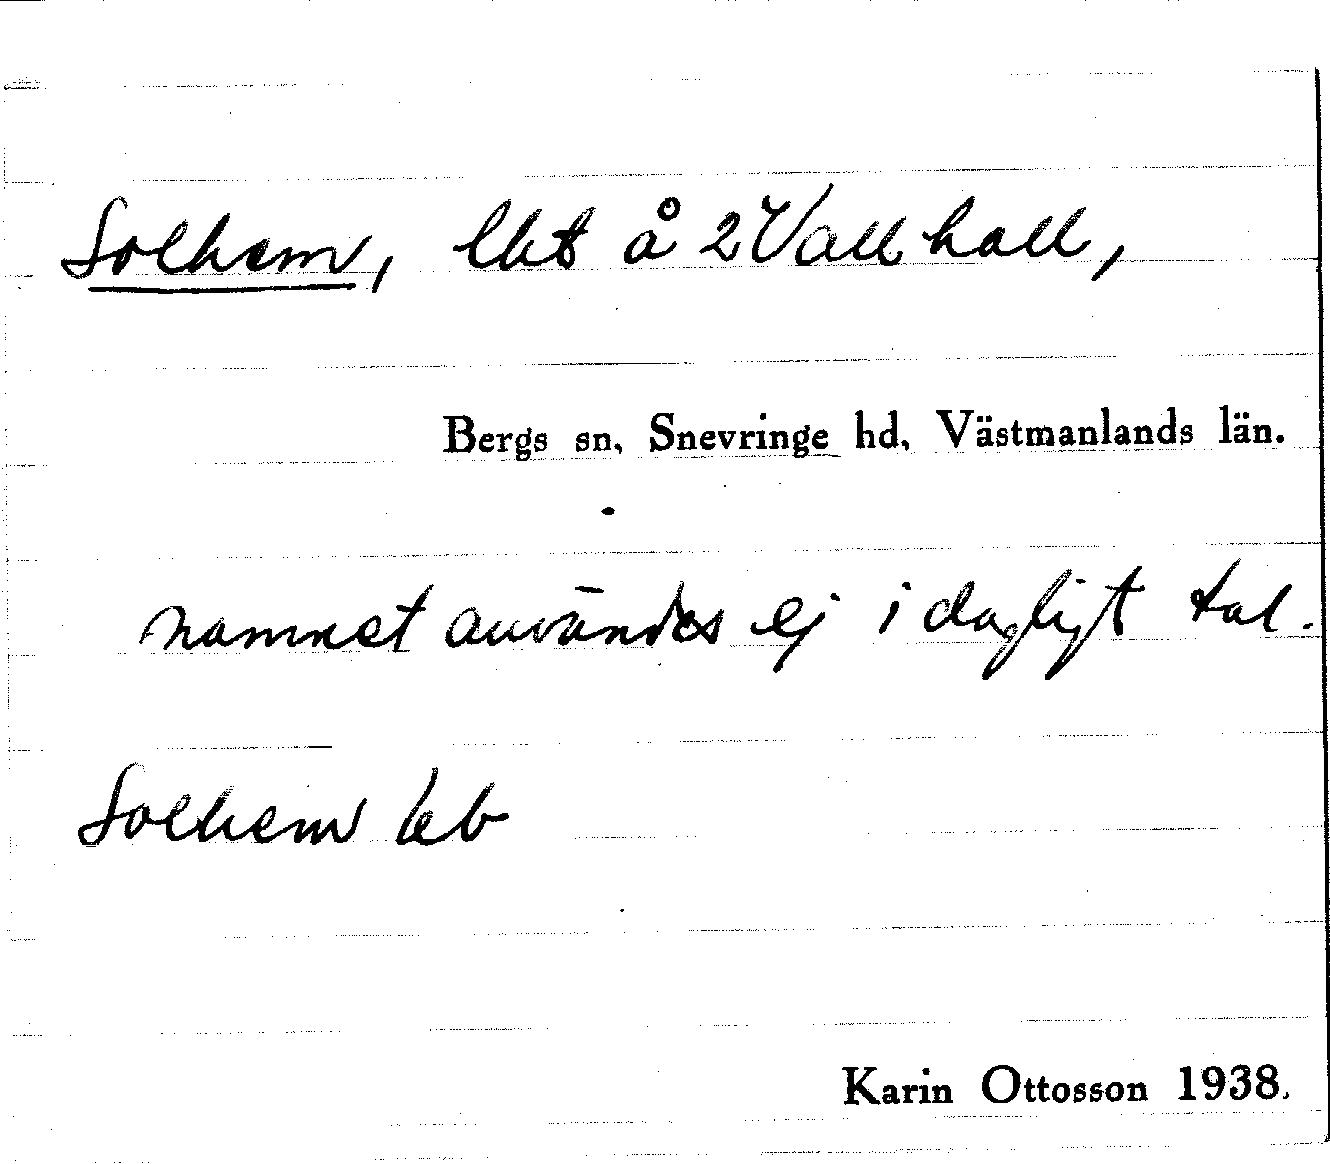 Solhem, lht å 2 Vallhall,
Bergs sn, Snevringe hd, Västmanlands län.
namnet användes ej i dagligt tal.
Solhem
Karin Ottosson 1938.